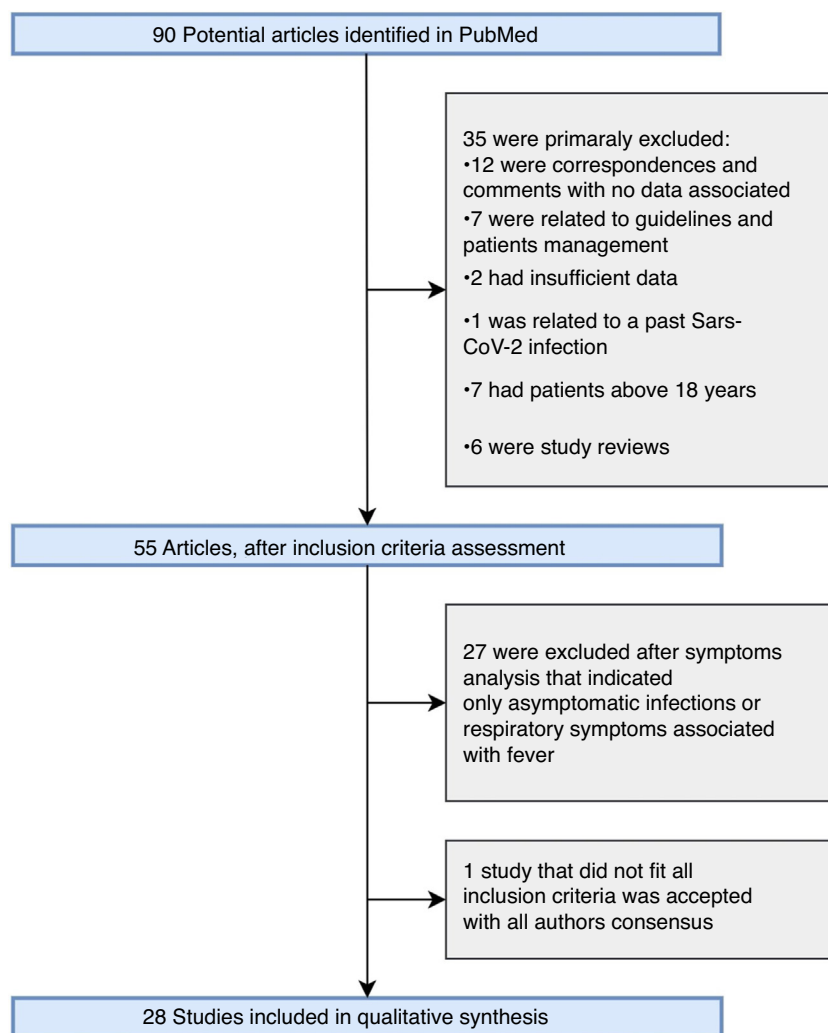 90 Potential articles identified in PubMed
35 were primaraly excluded:
•12 were correspondences and
comments with no data associated
•7 were related to guidelines and
patients management
•2 had insufficient data
•1 was related to a past Sars-
CoV-2 infection
•7 had patients above 18 years
•6 were study reviews
55 Articles, after inclusion criteria assessment
27 were excluded after symptoms
analysis that indicated
only asymptomatic infections or
respiratory symptoms associated
with fever
1 study that did not fit all
inclusion criteria was accepted
with all authors consensus
28 Studies included in qualitative synthesis